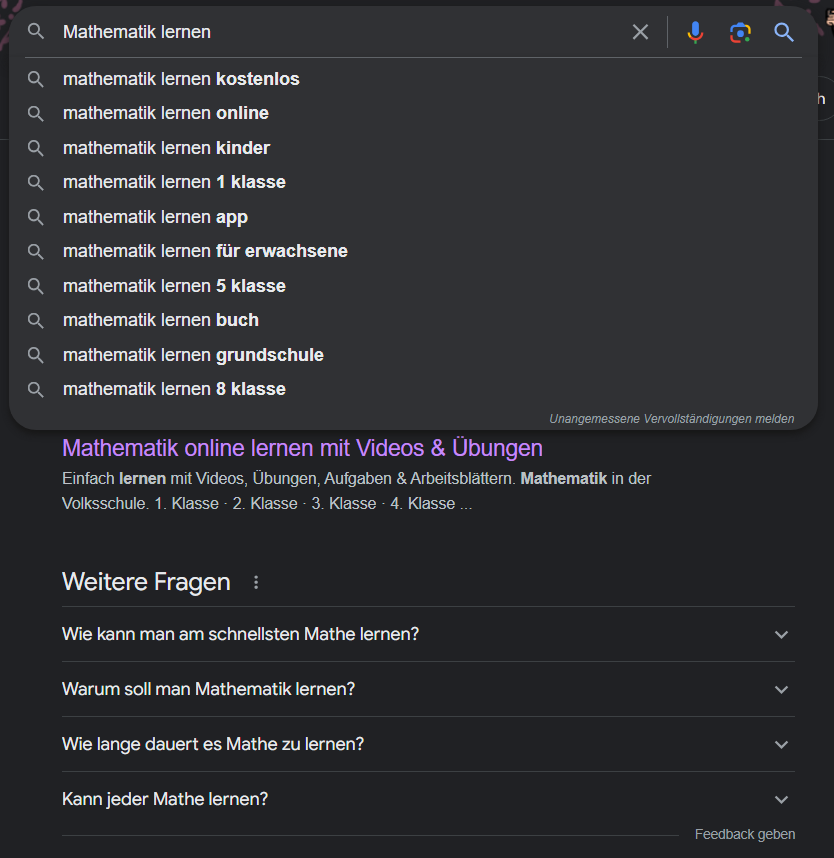 Mathematik lernen
mathematik lernen kostenlos
mathematik lernen online
mathematik lernen kinder
mathematik lernen 1 klasse
mathematik lernen app
mathematik lernen für erwachsene
mathematik lernen 5 klasse
mathematik lernen buch
mathematik lernen grundschule
mathematik lernen 8 klasse
Unangemessene Vervollständigungen melden
Mathematik online lernen mit Videos & Übungen
Einfach lernen mit Videos, Übungen, Aufgaben & Arbeitsblättern. Mathematik in der
Volksschule. 1. Klasse · 2. Klasse · 3. Klasse · 4. Klasse ...
Weitere Fragen
Wie kann man am schnellsten Mathe lernen?
Warum soll man Mathematik lernen?
Wie lange dauert es Mathe zu lernen?
Kann jeder Mathe lernen?
Feedback geben